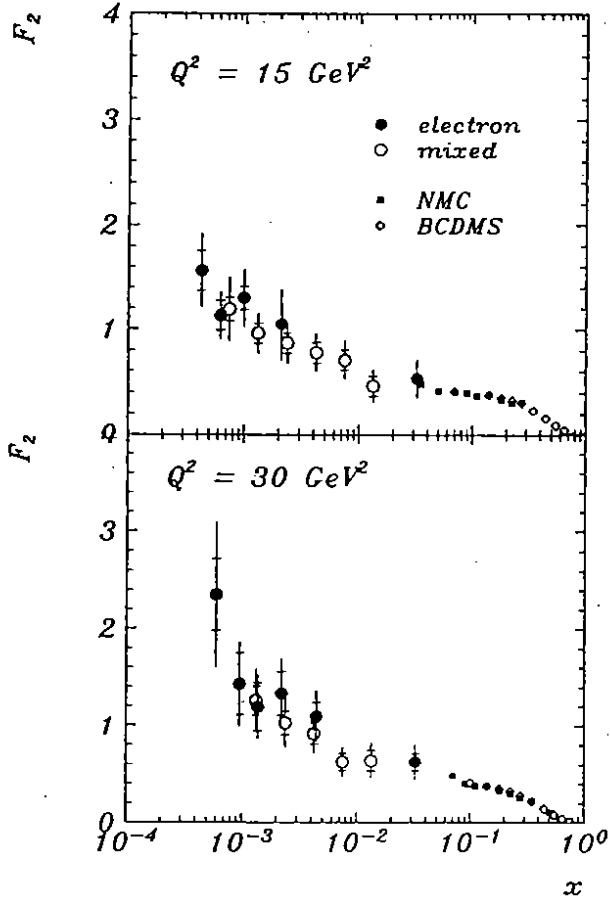 F₂
4
Q² = 15 GeV²
3
electron
mixed
2
NMC
BCDMS
1
0
F₂
Q² = 30 GeV²
3
2
1
0
10⁻⁴ 10⁻³ 10⁻² 10⁻¹ 10⁰
x